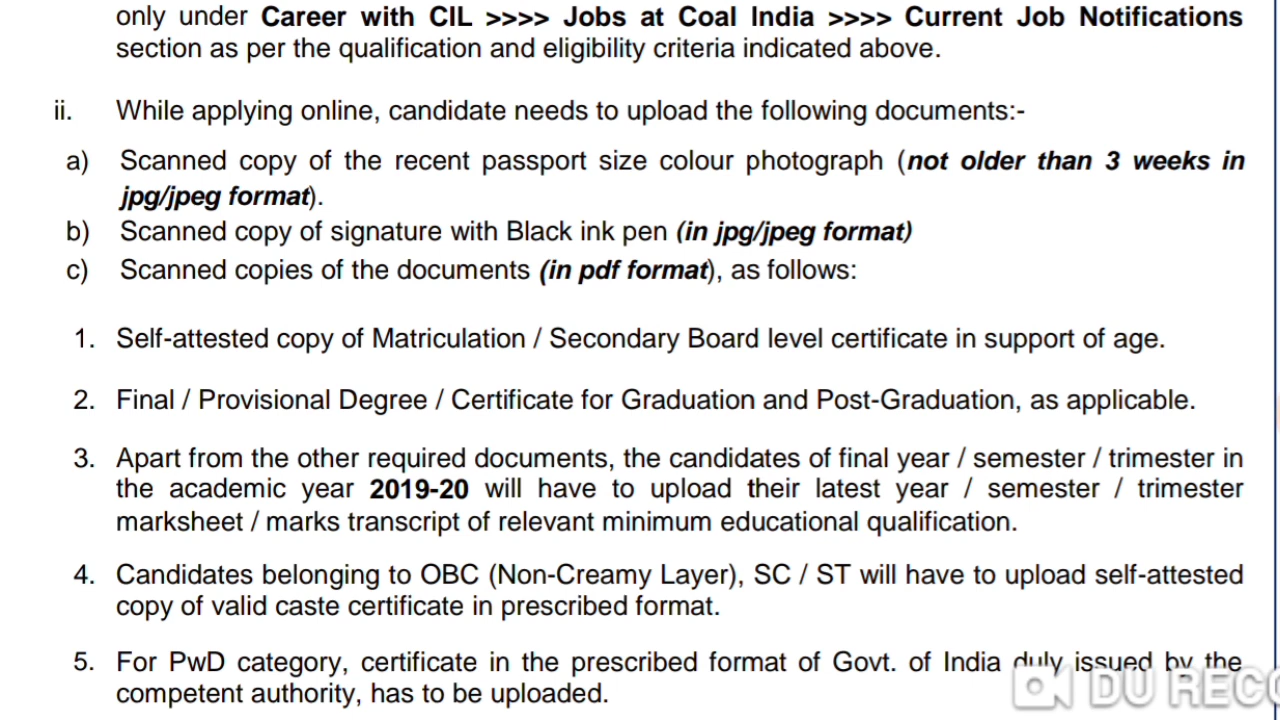 only under Career with CIL >>>> Jobs at Coal India >>>> Current Job Notifications
section as per the qualification and eligibility criteria indicated above.
ii. While applying online, candidate needs to upload the following documents:-
a) Scanned copy of the recent passport size colour photograph (not older than 3 weeks in
jpg/jpeg format).
b) Scanned copy of signature with Black ink pen (in jpg/jpeg format)
c) Scanned copies of the documents (in pdf format), as follows:
1. Self-attested copy of Matriculation / Secondary Board level certificate in support of age.
2. Final / Provisional Degree / Certificate for Graduation and Post-Graduation, as applicable.
3. Apart from the other required documents, the candidates of final year / semester / trimester in
the academic year 2019-20 will have to upload their latest year / semester / trimester
marksheet / marks transcript of relevant minimum educational qualification.
4. Candidates belonging to OBC (Non-Creamy Layer), SC / ST will have to upload self-attested
copy of valid caste certificate in prescribed format.
5. For PwD category, certificate in the prescribed format of Govt. of India duly issued by the
competent authority, has to be uploaded.
DU REC